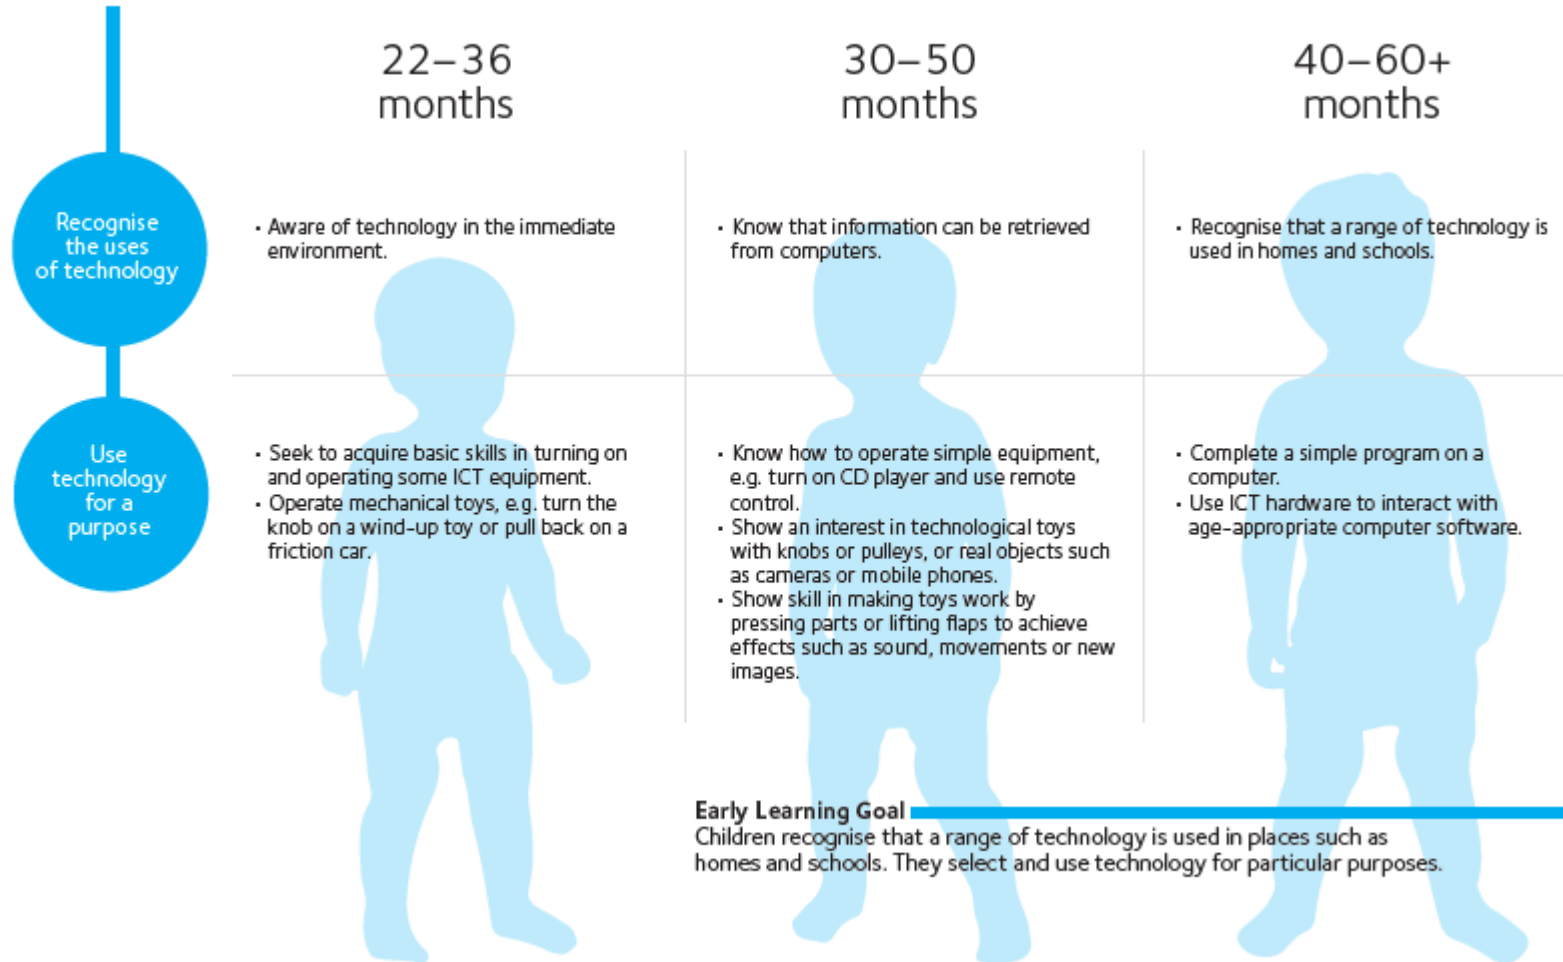 22–36
months
30–50
months
40–60+
months
Recognise
the uses
of technology
• Aware of technology in the immediate
environment.
• Know that information can be retrieved
from computers.
• Recognise that a range of technology is
used in homes and schools.
Use
technology
for a
purpose
• Seek to acquire basic skills in turning on
and operating some ICT equipment.
• Operate mechanical toys, e.g. turn the
knob on a wind-up toy or pull back on a
friction car.
• Know how to operate simple equipment,
e.g. turn on CD player and use remote
control.
• Show an interest in technological toys
with knobs or pulleys, or real objects such
as cameras or mobile phones.
• Show skill in making toys work by
pressing parts or lifting flaps to achieve
effects such as sound, movements or new
images.
• Complete a simple program on a
computer.
• Use ICT hardware to interact with
age-appropriate computer software.
Early Learning Goal
Children recognise that a range of technology is used in places such as
homes and schools. They select and use technology for particular purposes.